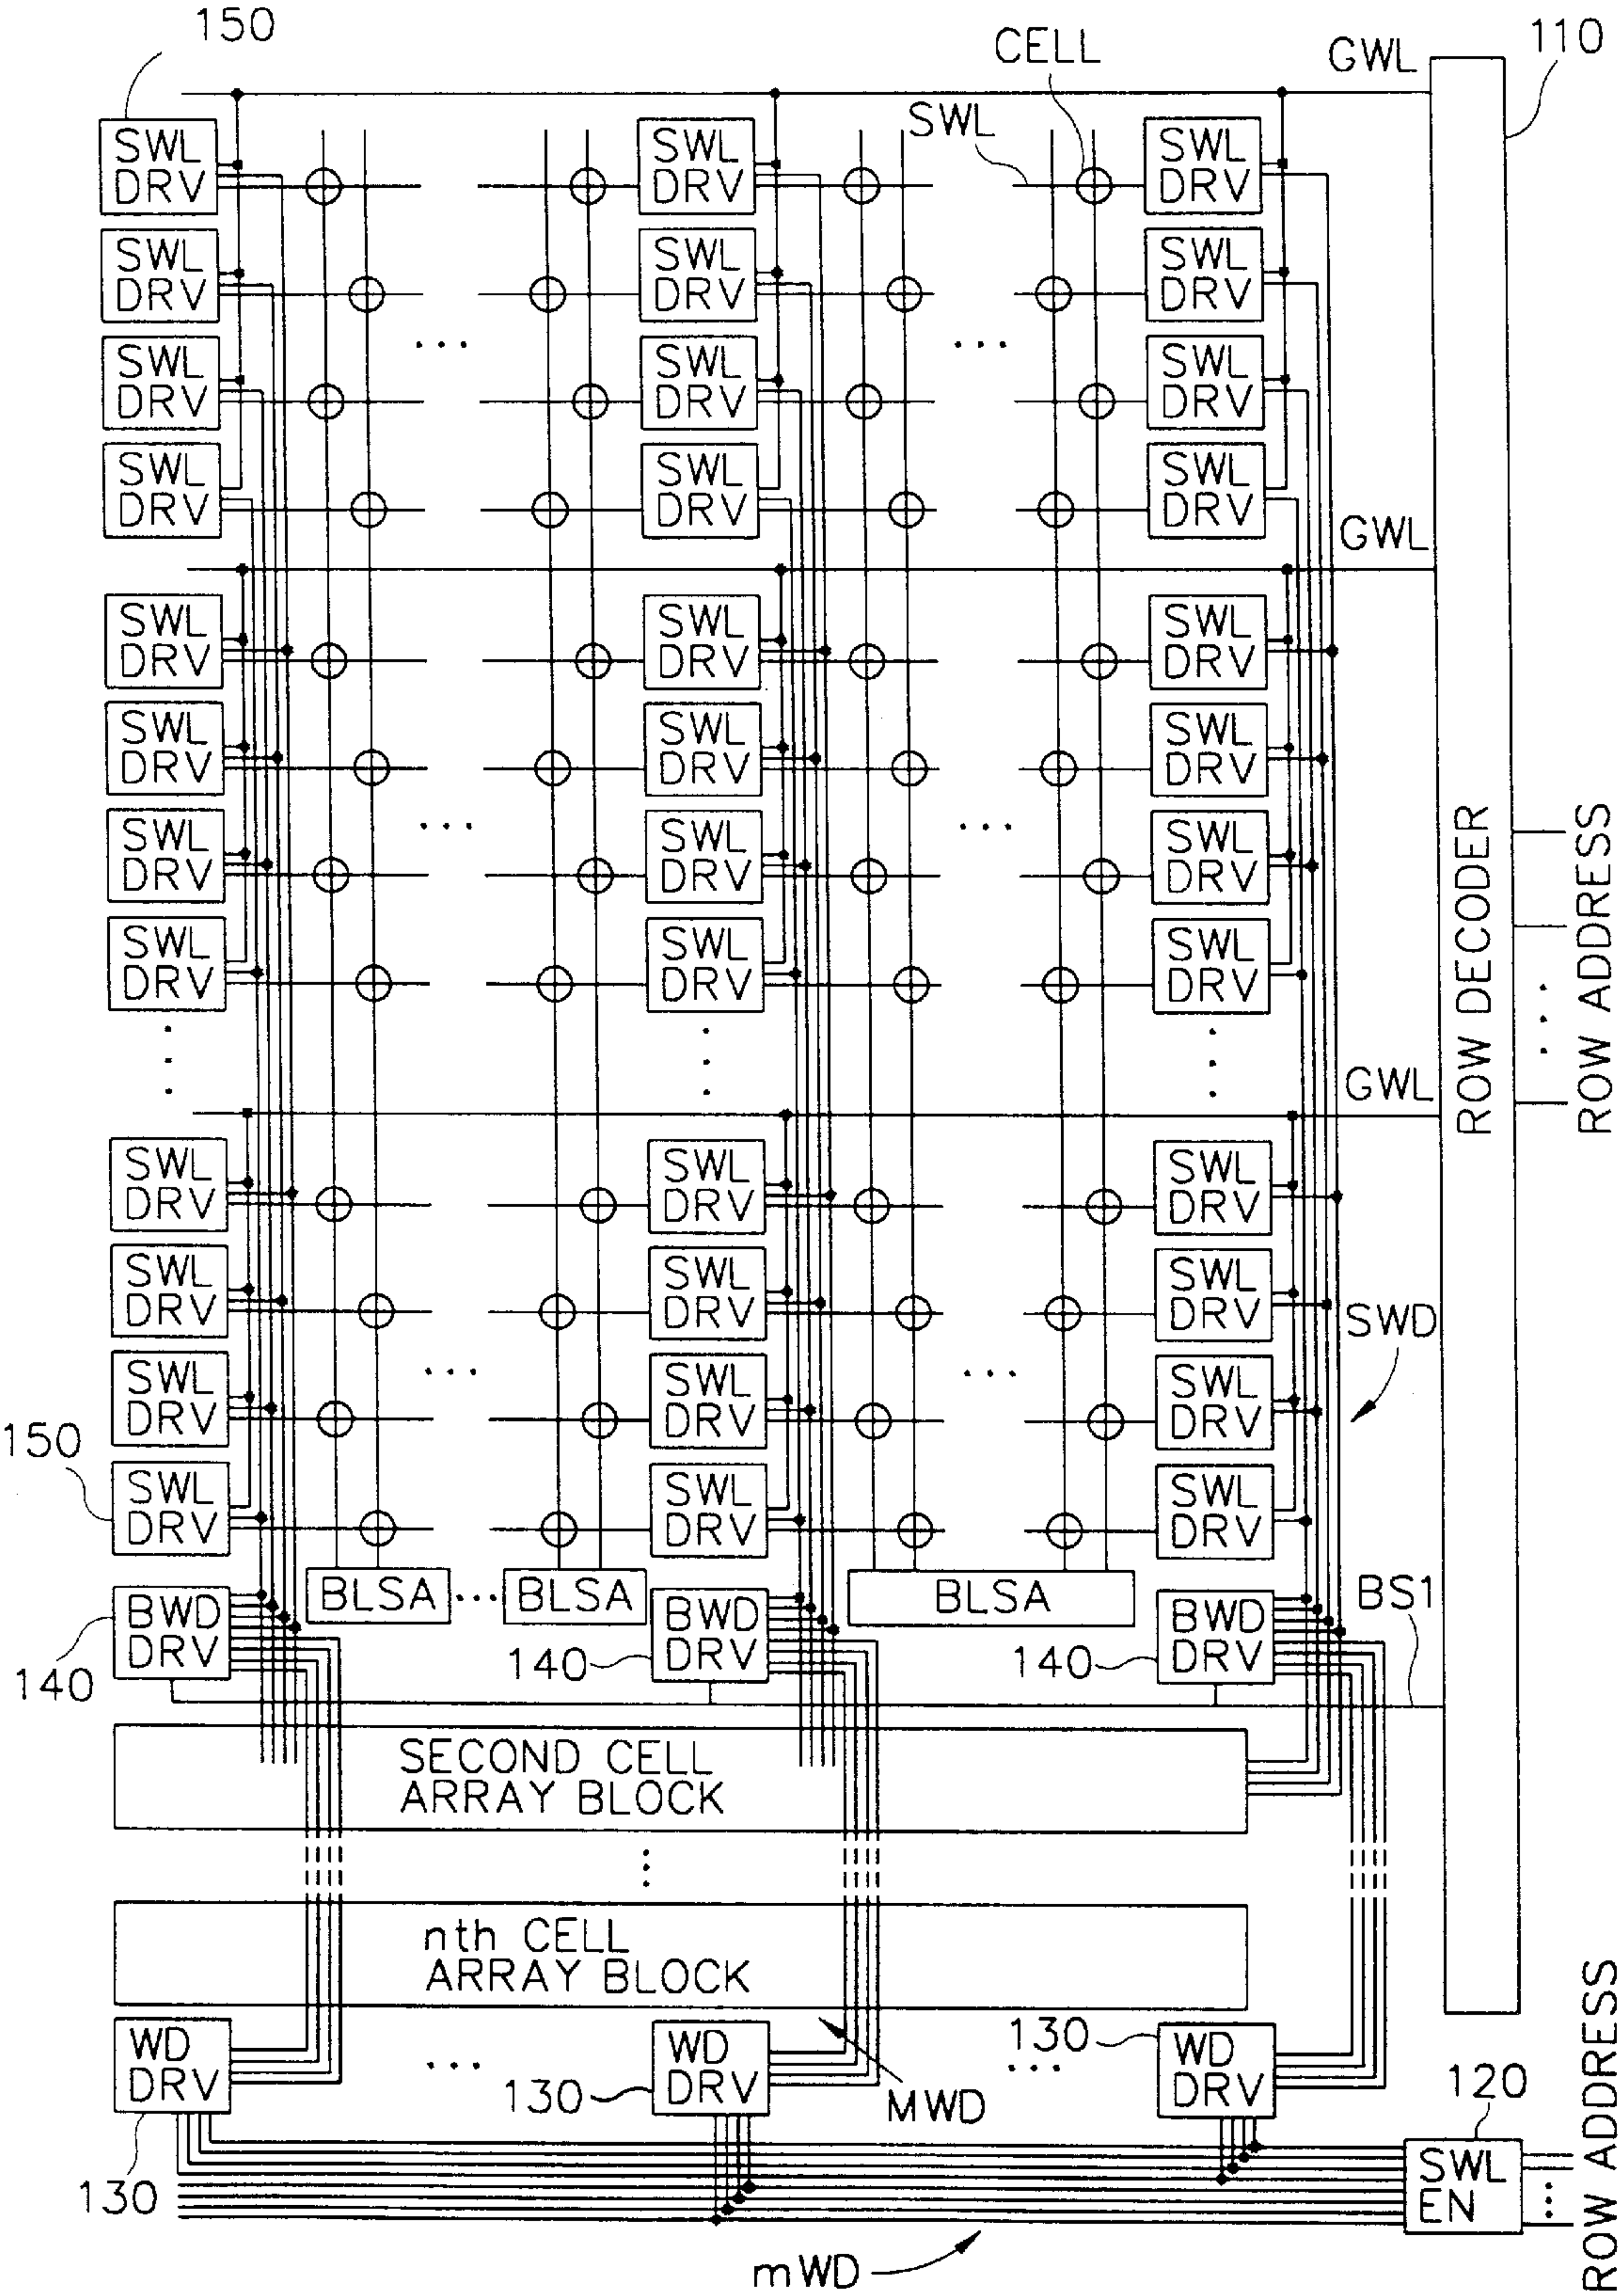 150
CELL
GWL
110
SWL
SWL DRV
SWL DRV
SWL DRV
SWL DRV
SWL DRV
SWL DRV
...
...
SWL DRV
SWL DRV
SWL DRV
SWL DRV
SWL DRV
SWL DRV
GWL
SWL DRV
SWL DRV
SWL DRV
SWL DRV
SWL DRV
SWL DRV
...
...
SWL DRV
SWL DRV
SWL DRV
SWL DRV
SWL DRV
SWL DRV
ROW DECODER
ROW ADDRESS
GWL
SWL DRV
SWL DRV
SWL DRV
SWL DRV
SWL DRV
SWL DRV
SWD
...
...
SWL DRV
SWL DRV
SWL DRV
150
SWL DRV
SWL DRV
SWL DRV
BLSA
...
BLSA
BLSA
BS1
BWD DRV
BWD DRV
BWD DRV
140
140
140
SECOND CELL
ARRAY BLOCK
nth CELL
ARRAY BLOCK
WD DRV
...
WD DRV
130
...
WD DRV
130
130
MWD
120
SWL
EN
ROW ADDRESS
mWD